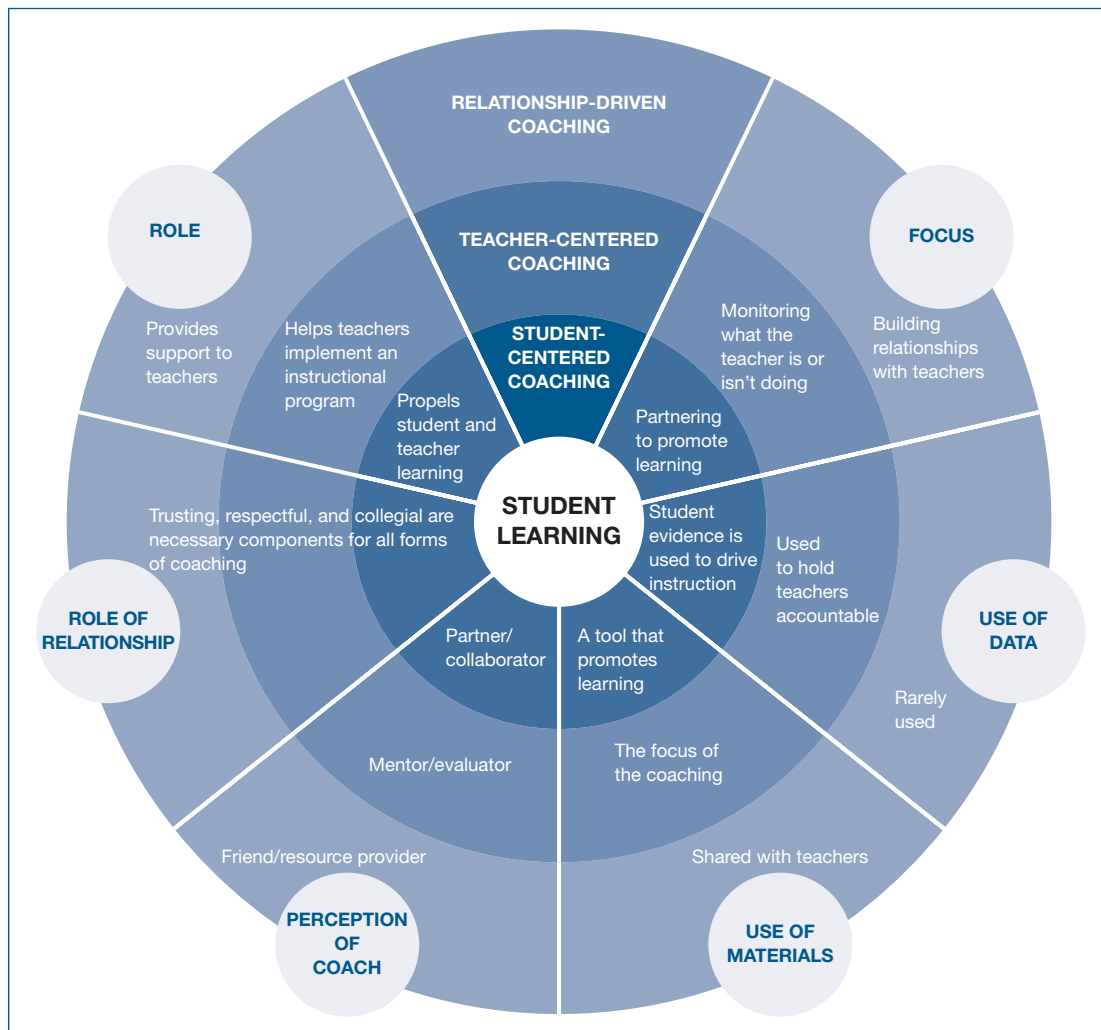 RELATIONSHIP-DRIVEN
COACHING
TEACHER-CENTERED
COACHING
STUDENT-
CENTERED
COACHING
STUDENT
LEARNING
FOCUS
Building
relationships
with teachers
Monitoring
what the
teacher is or
isn’t doing
Partnering
to promote
learning
USE OF
DATA
Rarely
used
Used
to hold
teachers
accountable
Student
evidence is
used to drive
instruction
USE OF
MATERIALS
Shared with teachers
The focus of
the coaching
A tool that
promotes
learning
PERCEPTION
OF
COACH
Friend/resource provider
Mentor/evaluator
Partner/
collaborator
ROLE OF
RELATIONSHIP
Trusting, respectful, and collegial are
necessary components for all forms
of coaching
ROLE
Provides
support to
teachers
Helps teachers
implement an
instructional
program
Propels
student and
teacher
learning